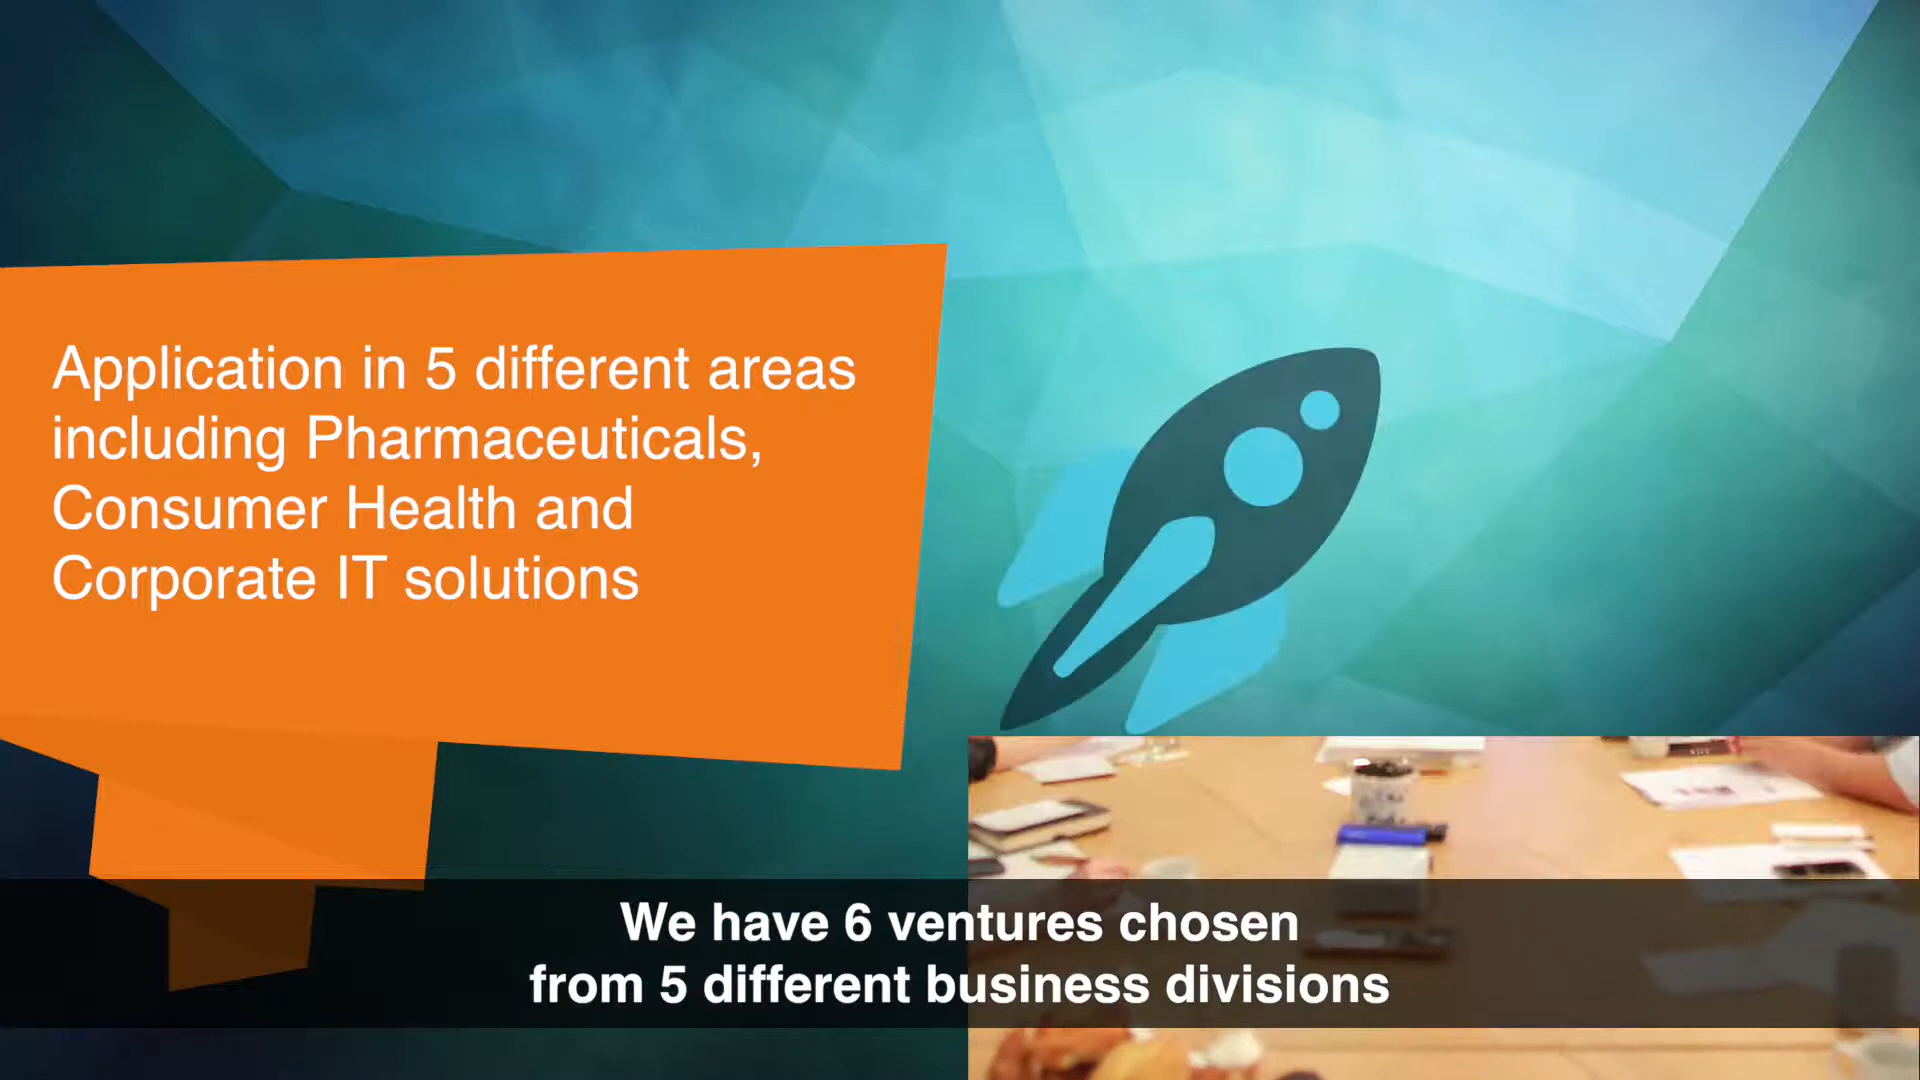 Application in 5 different areas
including Pharmaceuticals,
Consumer Health and
Corporate IT solutions
We have 6 ventures chosen
from 5 different business divisions